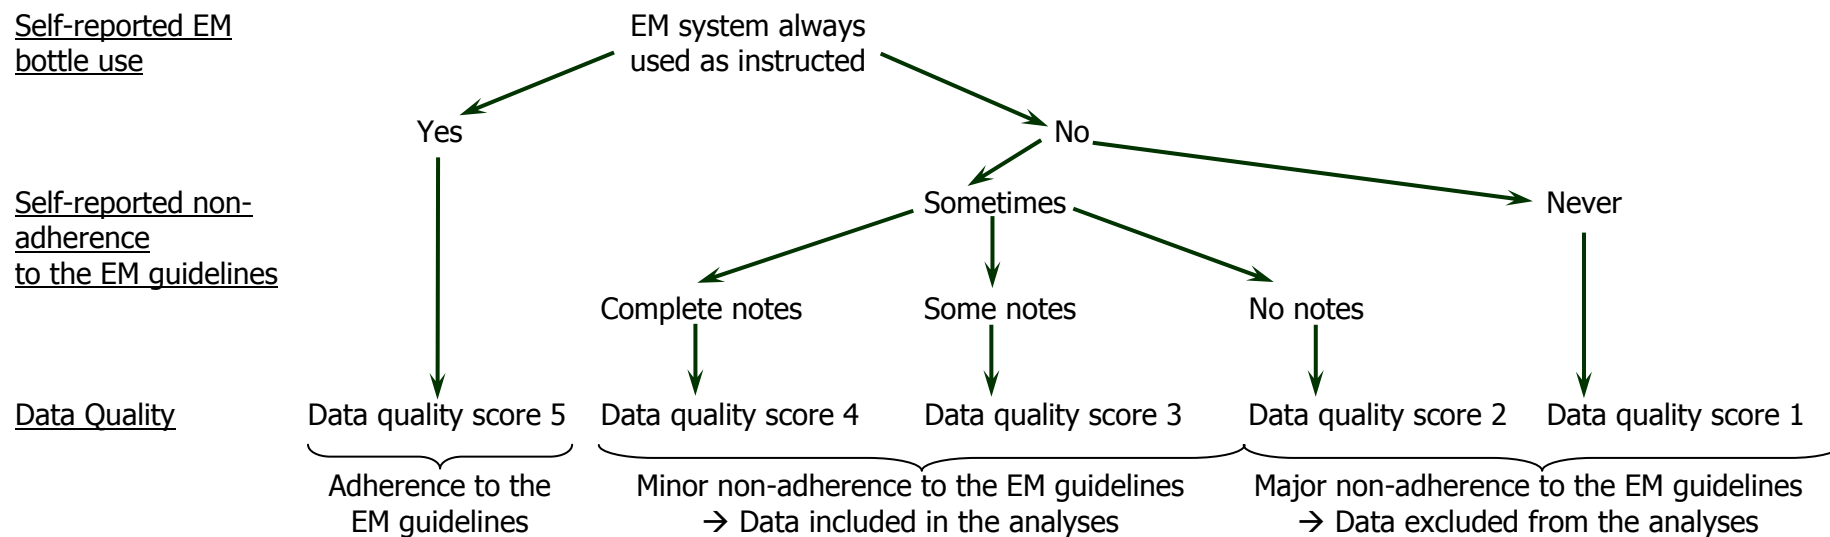 Self-reported EM
bottle use
EM system always
used as instructed
Yes
No
Self-reported non-
adherence
to the EM guidelines
Sometimes
Never
Complete notes
Some notes
No notes
Data Quality
Data quality score 5
Data quality score 4
Data quality score 3
Data quality score 2
Data quality score 1
Adherence to the
EM guidelines
Minor non-adherence to the EM guidelines
→ Data included in the analyses
Major non-adherence to the EM guidelines
→ Data excluded from the analyses